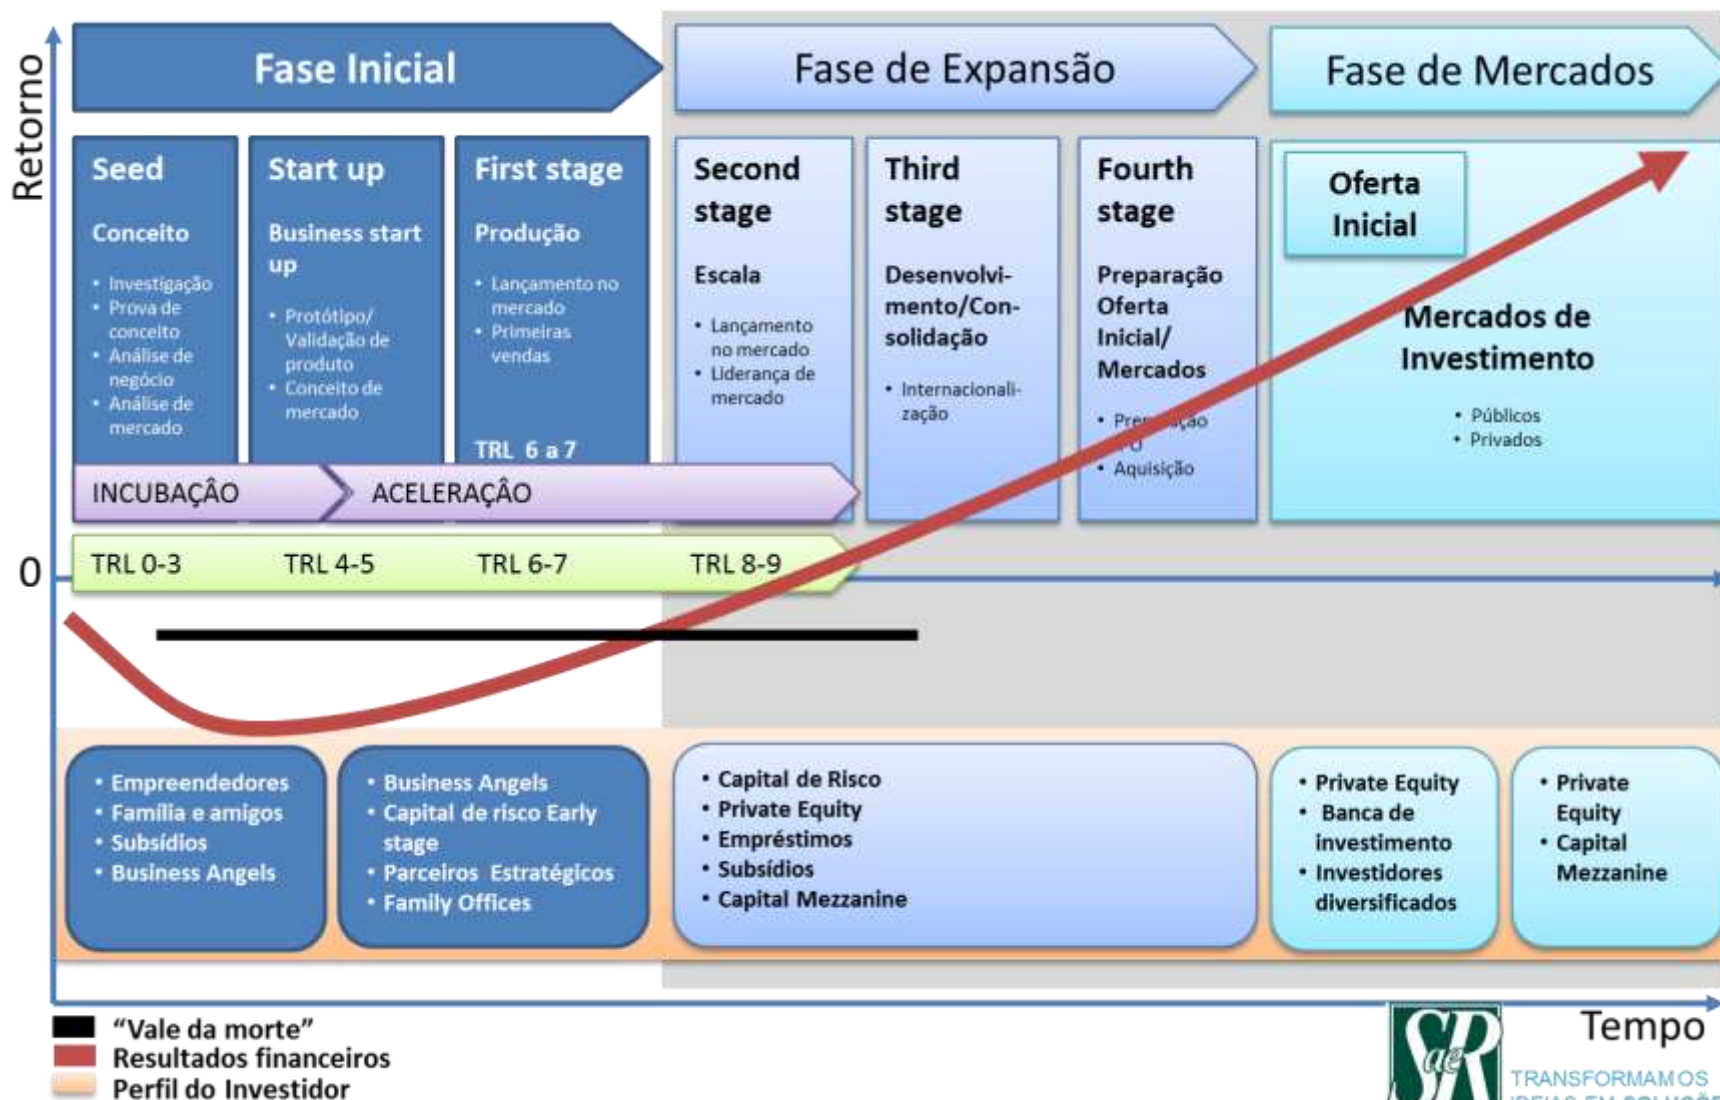 Retorno
Fase Inicial
Fase de Expansão
Fase de Mercados
Seed
Conceito
• Investigação
• Prova de
conceito
• Análise de
negócio
• Análise de
mercado
Start up
Business start
up
• Protótipo/
Validação de
produto
• Conceito de
mercado
First stage
Produção
• Lançamento no
mercado
• Primeiras
vendas
TRL 6 a 7
Second
stage
Escala
• Lançamento
no mercado
• Liderança de
mercado
Third
stage
Desenvolvi-
mento/Con-
solidação
• Internacionali-
zação
Fourth
stage
Preparação
Oferta
Inicial/
Mercados
•
• Aquisição
Oferta
Inicial
Mercados de
Investimento
• Públicos
• Privados
INCUBAÇÂO
ACELERAÇÂO
0
TRL 0-3
TRL 4-5
TRL 6-7
TRL 8-9
• Empreendedores
• Família e amigos
• Subsídios
• Business Angels
• Business Angels
• Capital de risco Early
stage
• Parceiros Estratégicos
• Family Offices
• Capital de Risco
• Private Equity
• Empréstimos
• Subsídios
• Capital Mezzanine
• Private Equity
• Banca de
investimento
• Investidores
diversificados
• Private
Equity
• Capital
Mezzanine
"Vale da morte"
Resultados financeiros
Perfil do Investidor
Tempo
SaeR
TRANSFORMAMOS